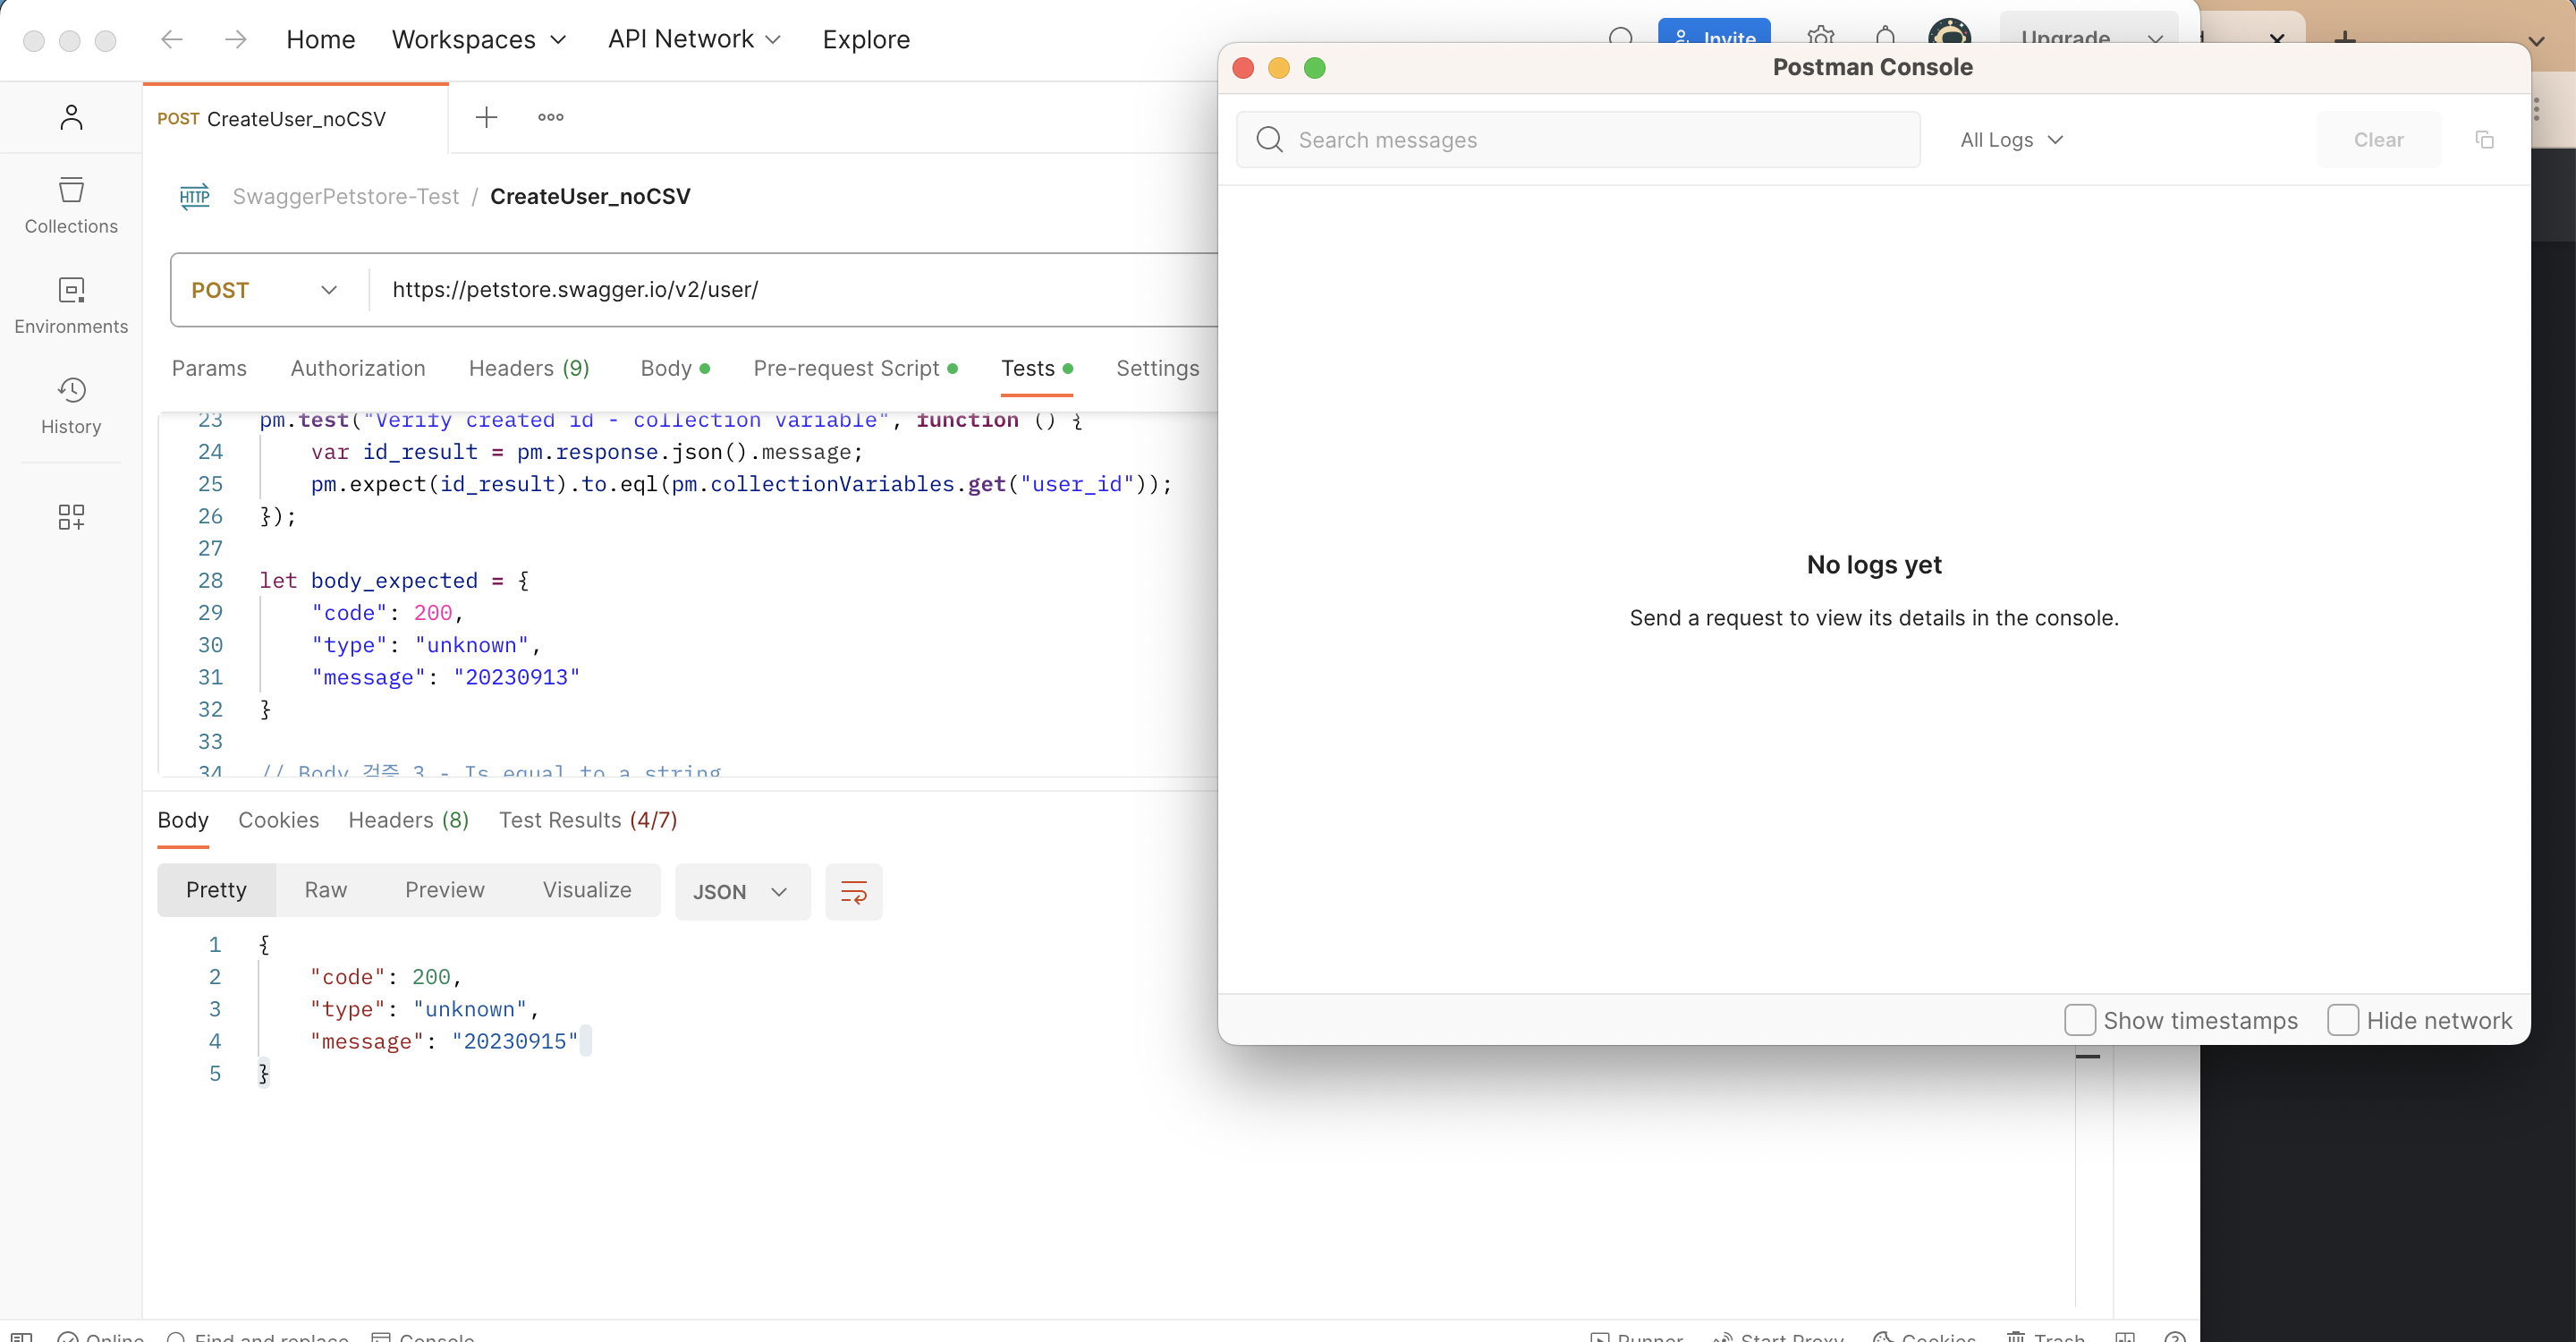 Home Workspaces API Network Explore
Invite
Upgrade
POST CreateUser_noCSV
Collections
Environments
History
HTTP SwaggerPetstore-Test / CreateUser_noCSV
POST https://petstore.swagger.io/v2/user/
Params Authorization Headers (9) Body Pre-request Script Tests Settings
23 pm.test("Verify created id - collection variable", function () {
24 var id_result = pm.response.json().message;
25 pm.expect(id_result).to.eql(pm.collectionVariables.get("user_id"));
26 });
27
28 let body_expected = {
29 "code": 200,
30 "type": "unknown",
31 "message": "20230913"
32 }
33
34 // Body 검증 3 - Is equal to a string
Body Cookies Headers (8) Test Results (4/7)
Pretty Raw Preview Visualize JSON
1 {
2 "code": 200,
3 "type": "unknown",
4 "message": "20230915"
5 }
Online Find and replace Console
Runner Start Proxy Cookies Trash
Postman Console
Search messages All Logs Clear
No logs yet
Send a request to view its details in the console.
Show timestamps Hide network